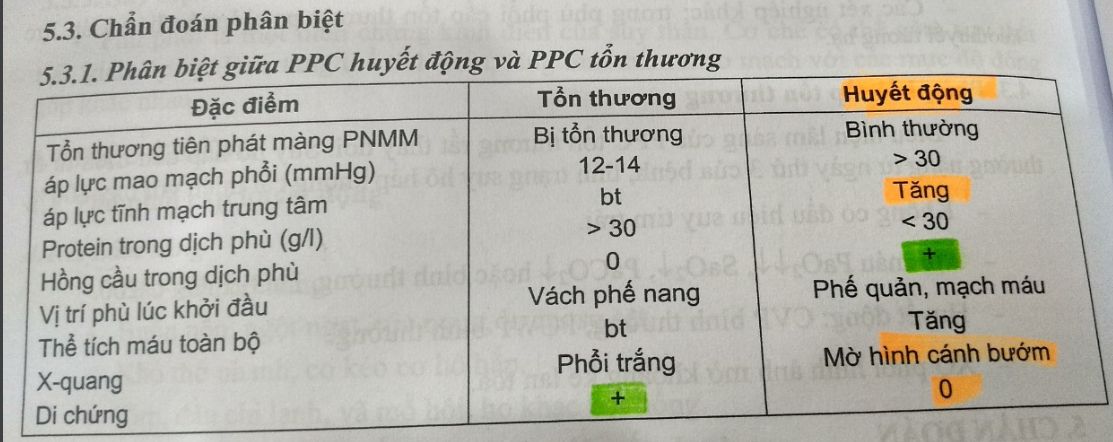 5.3. Chẩn đoán phân biệt
5.3.1. Phân biệt giữa PPC huyết động và PPC tổn thương
Đặc điểm Tổn thương Huyết động
Tổn thương tiên phát màng PNMM Bị tổn thương Bình thường
áp lực mao mạch phổi (mmHg) 12-14 > 30
áp lực tĩnh mạch trung tâm bt Tăng
Protein trong dịch phù (g/l) > 30 < 30
Hồng cầu trong dịch phù 0 +
Vị trí phù lúc khởi đầu Vách phế nang Phế quản, mạch máu
Thể tích máu toàn bộ bt Tăng
X-quang Phổi trắng Mờ hình cánh bướm
Di chứng + 0